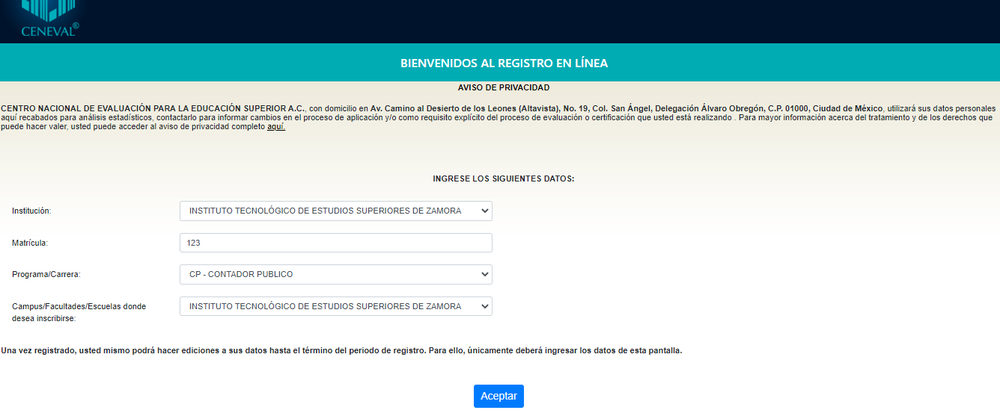 CENEVAL®
BIENVENIDOS AL REGISTRO EN LÍNEA
AVISO DE PRIVACIDAD
CENTRO NACIONAL DE EVALUACIÓN PARA LA EDUCACIÓN SUPERIOR A.C., con domicilio en Av. Camino al Desierto de los Leones (Altavista), No. 19, Col. San Ángel, Delegación Álvaro Obregón, C.P. 01000, Ciudad de México, utilizará sus datos personales
aquí recabados para análisis estadísticos, contactarlo para informar cambios en el proceso de aplicación y/o como requisito explícito del proceso de evaluación o certificación que usted está realizando . Para mayor información acerca del tratamiento y de los derechos que
puede hacer valer, usted puede acceder al aviso de privacidad completo aquí.
INGRESE LOS SIGUIENTES DATOS:
Institución: INSTITUTO TECNOLÓGICO DE ESTUDIOS SUPERIORES DE ZAMORA
Matrícula: 123
Programa/Carrera: CP - CONTADOR PUBLICO
Campus/Facultades/Escuelas donde INSTITUTO TECNOLÓGICO DE ESTUDIOS SUPERIORES DE ZAMORA
desea inscribirse:
Una vez registrado, usted mismo podrá hacer ediciones a sus datos hasta el término del periodo de registro. Para ello, únicamente deberá ingresar los datos de esta pantalla.
Aceptar